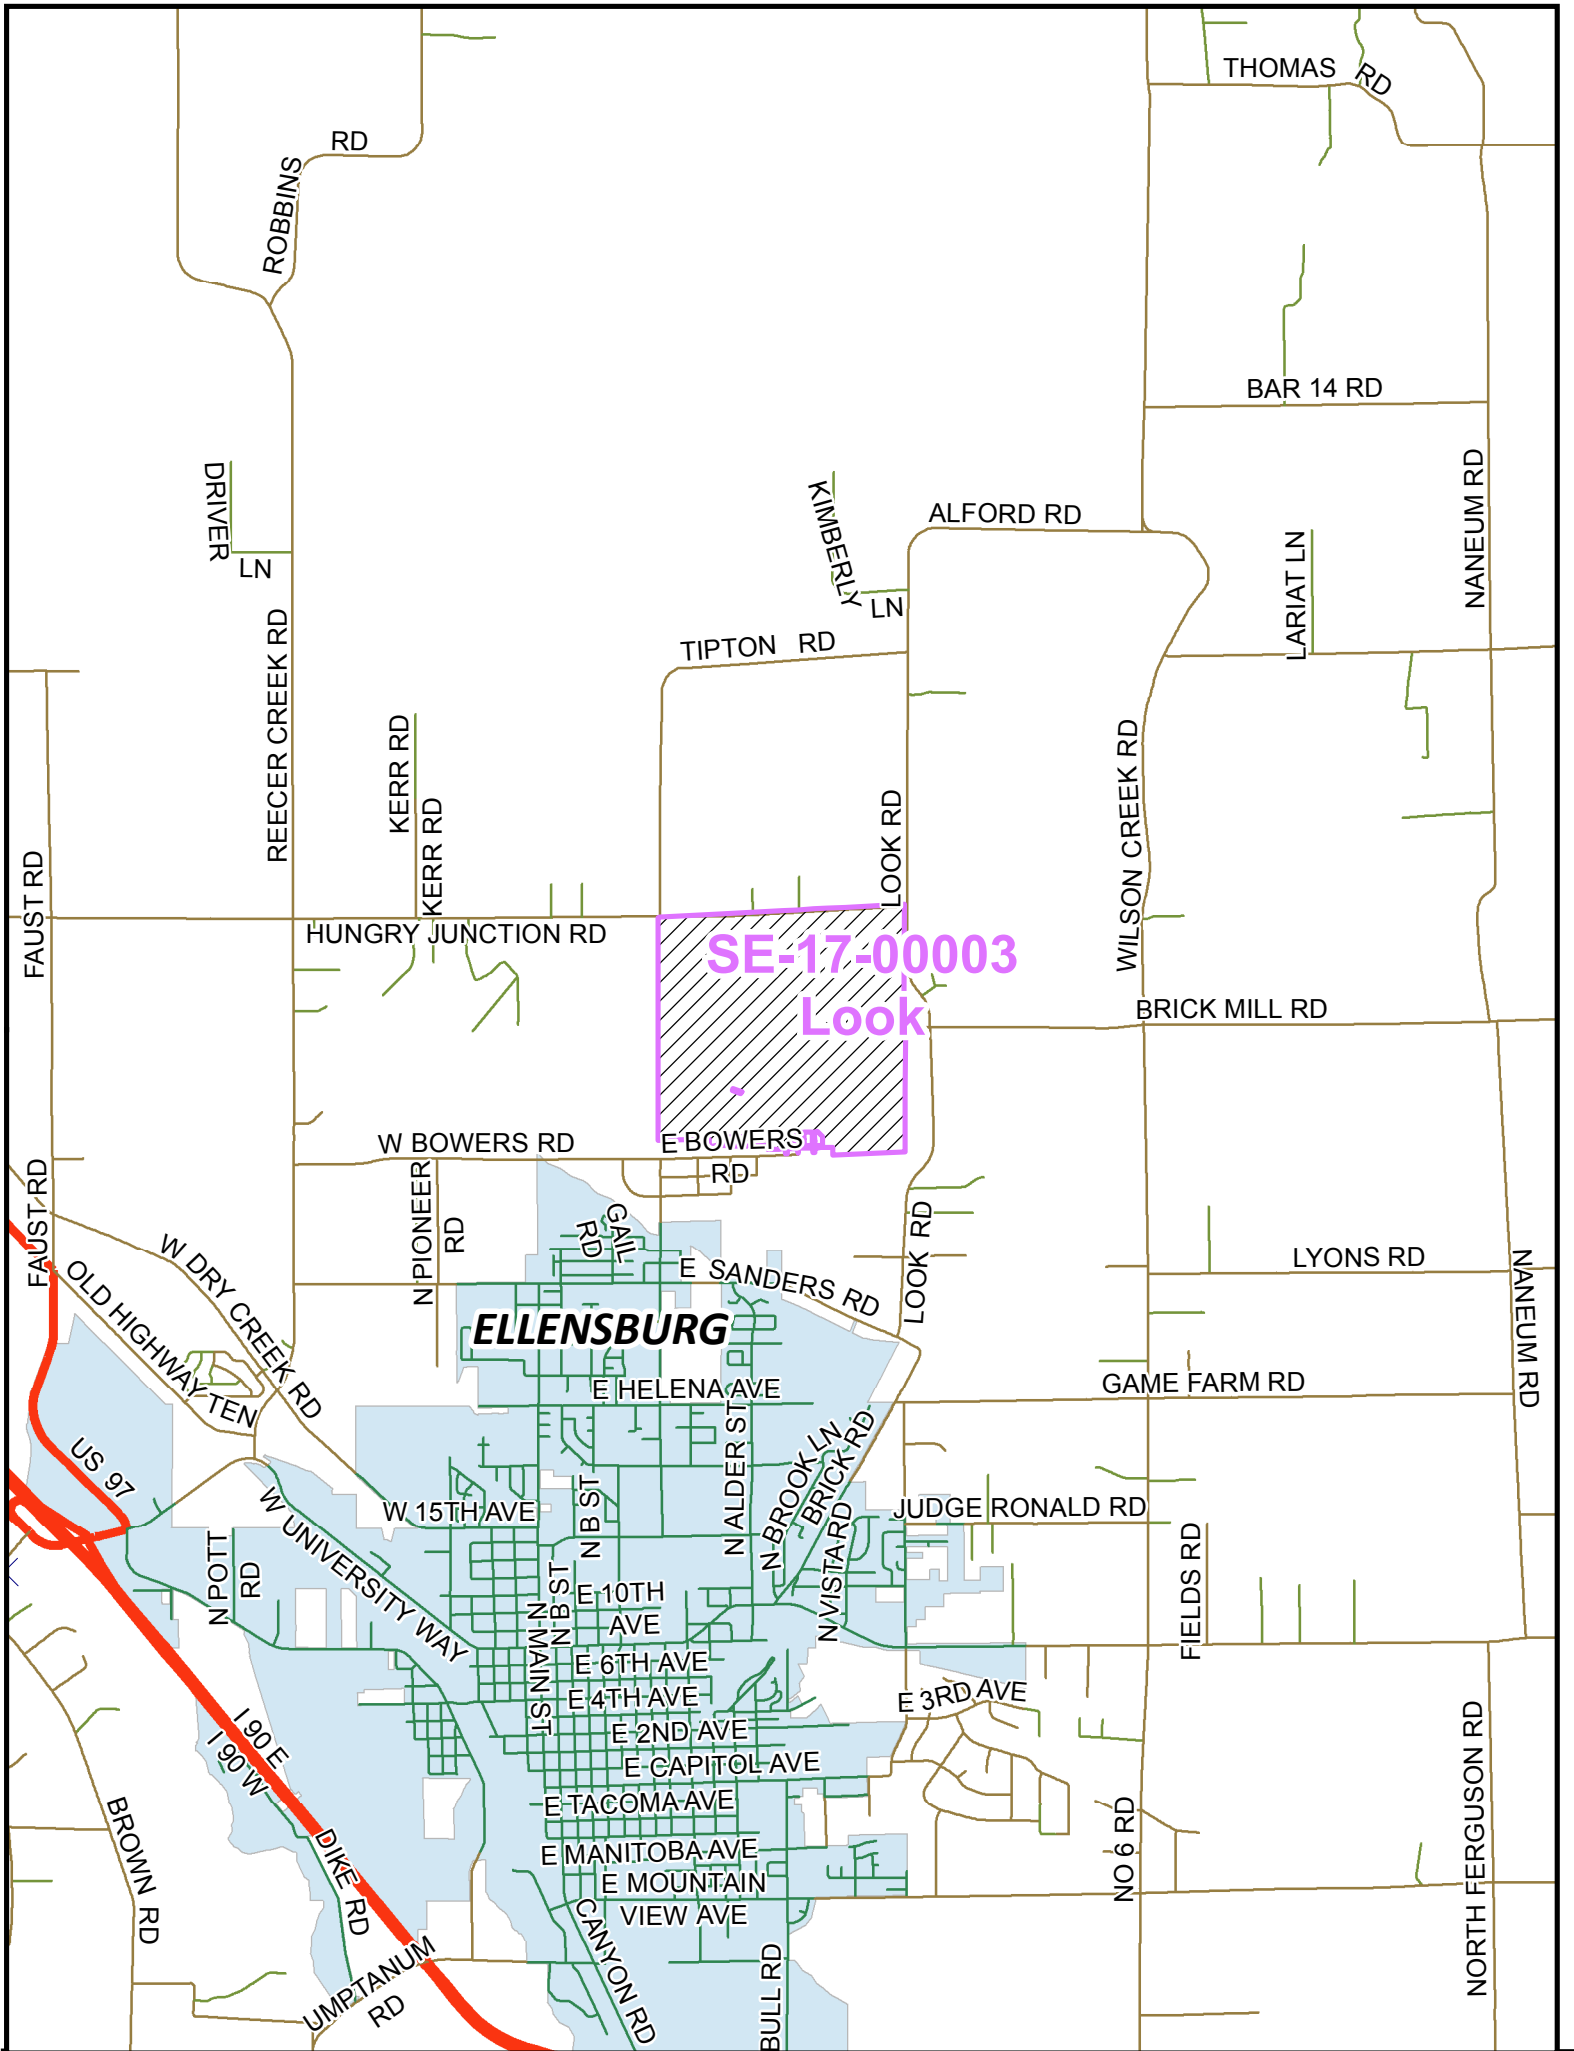 THOMAS RD
ROBBINS RD
BAR 14 RD
DRIVER LN
KIMBERLY LN
ALFORD RD
NANEUM RD
LARIAT LN
TIPTON RD
REECER CREEK RD
KERR RD
KERR RD
LOOK RD
WILSON CREEK RD
FAUST RD
HUNGRY JUNCTION RD
SE-17-00003
Look
BRICK MILL RD
W BOWERS RD
E BOWERS
RD
FAUST RD
N PIONEER
RD
GAIL
RD
W DRY CREEK RD
OLD HIGHWAY TEN
E SANDERS RD
LOOK RD
LYONS RD
NANEUM RD
ELLENSBURG
E HELENA AVE
GAME FARM RD
US 97
N ALDER ST
N BROOK LN
BRICK RD
W 15TH AVE
N B ST
JUDGE RONALD RD
W UNIVERSITY WAY
N POTT
RD
N VISTA RD
FIELDS RD
N B ST
E 10TH
AVE
N MAIN ST
E 6TH AVE
E 4TH AVE
E 3RD AVE
E 2ND AVE
I 90 E
I 90 W
E CAPITOL AVE
E TACOMA AVE
NORTH FERGUSON RD
BROWN RD
DIKE RD
E MANITOBA AVE
NO 6 RD
E MOUNTAIN
VIEW AVE
CANYON RD
BULL RD
UMPTANUM
RD